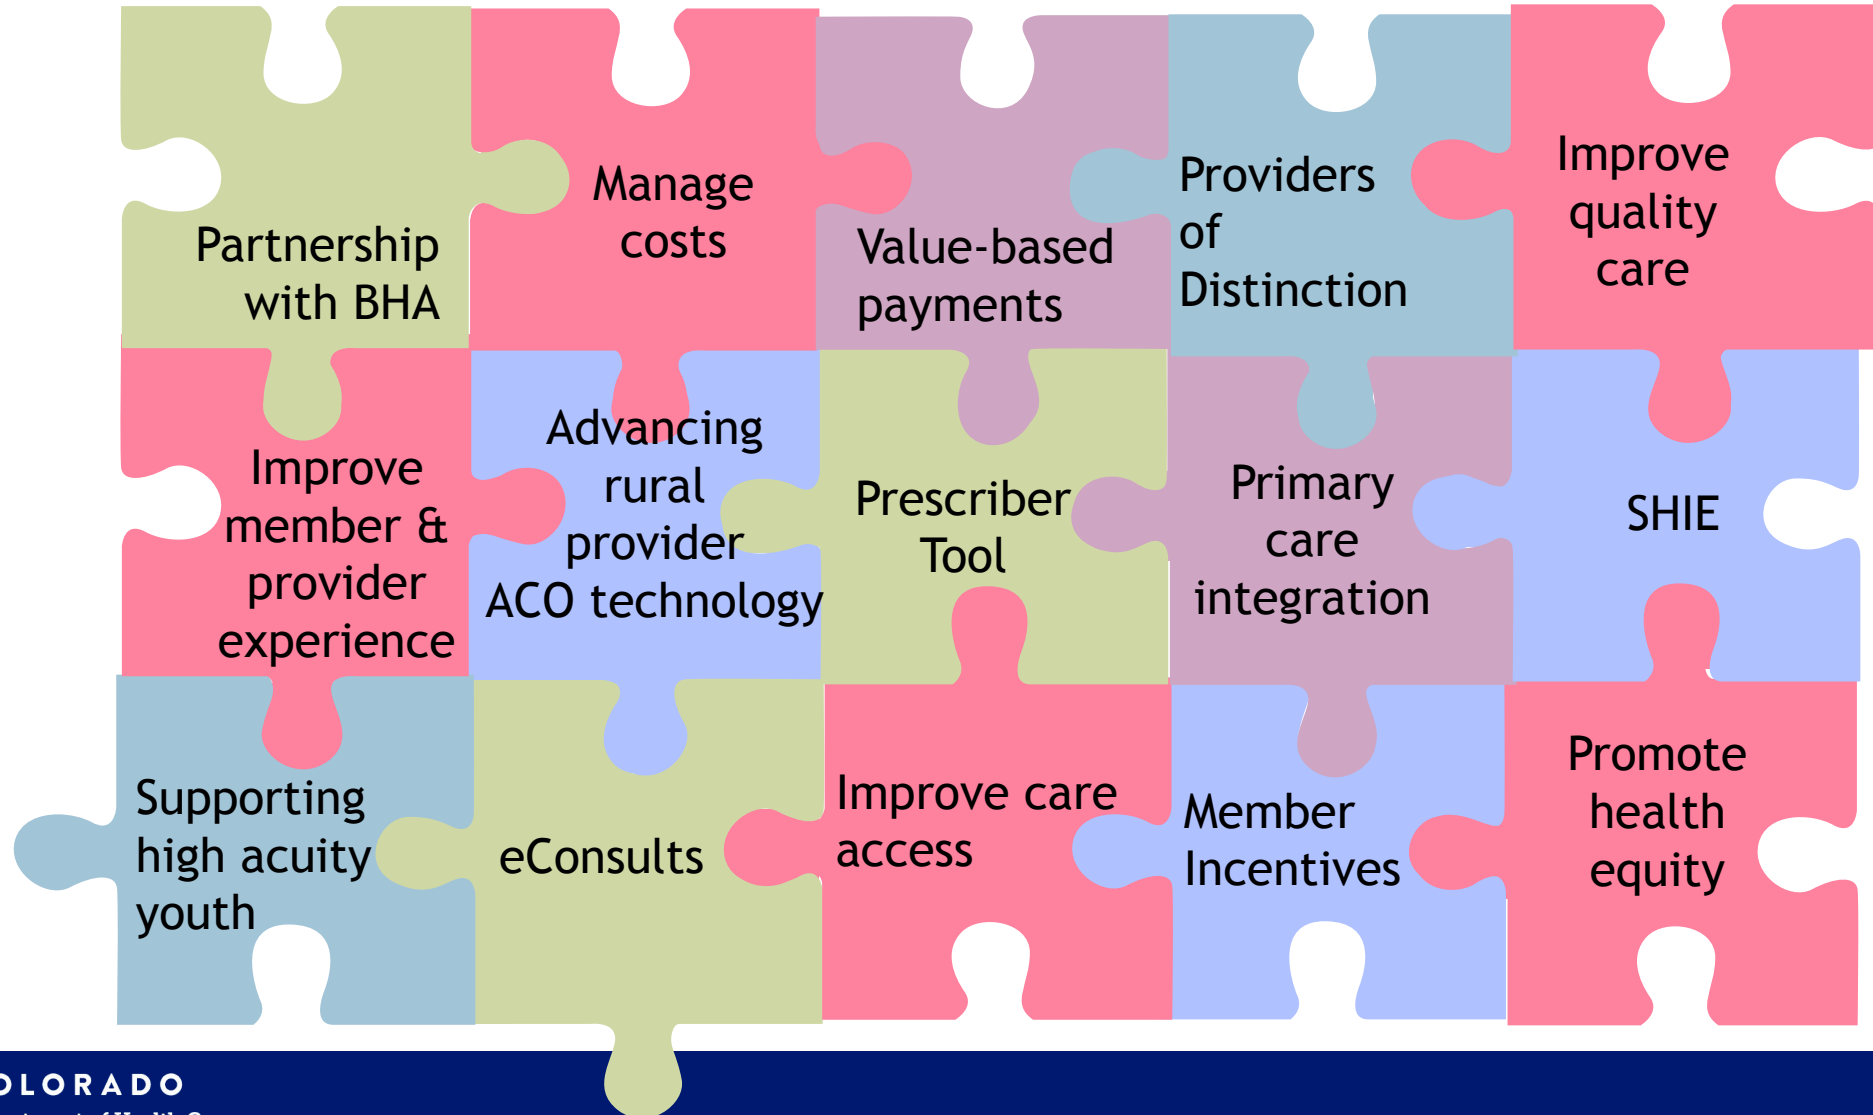 Partnership
with BHA
Manage
costs
Value-based
payments
Providers
of
Distinction
Improve
quality
care
Improve
member &
provider
experience
Advancing
rural
provider
ACO technology
Prescriber
Tool
Primary
care
integration
SHIE
Supporting
high acuity
youth
eConsults
Improve care
access
Member
Incentives
Promote
health
equity
OLORADO